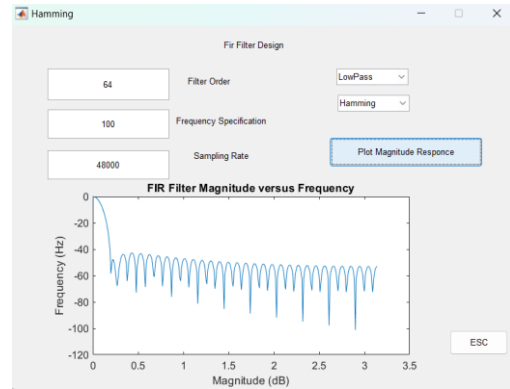 Hamming
Fir Filter Design
64
Filter Order
LowPass
Hamming
100
Frequency Specification
48000
Sampling Rate
Plot Magnitude Responce
FIR Filter Magnitude versus Frequency
Frequency (Hz)
0
-20
-40
-60
-80
-100
-120
0 0.5 1 1.5 2 2.5 3 3.5
Magnitude (dB)
ESC